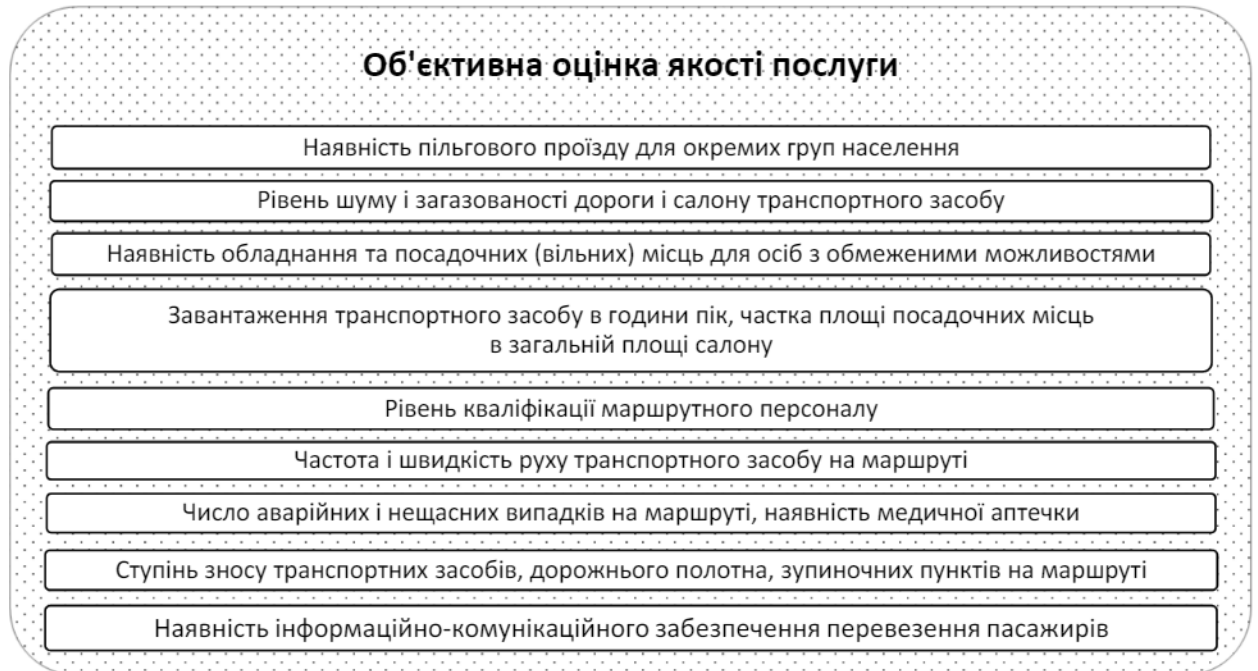 Об'єктивна оцінка якості послуги
Наявність пільгового проїзду для окремих груп населення
Рівень шуму і загазованості дороги і салону транспортного засобу
Наявність обладнання та посадочних (вільних) місць для осіб з обмеженими можливостями
Завантаження транспортного засобу в години пік, частка площі посадочних місць
в загальній площі салону
Рівень кваліфікації маршрутного персоналу
Частота і швидкість руху транспортного засобу на маршруті
Число аварійних і нещасних випадків на маршруті, наявність медичної аптечки
Ступінь зносу транспортних засобів, дорожнього полотна, зупиночних пунктів на маршруті
Наявність інформаційно-комунікаційного забезпечення перевезення пасажирів